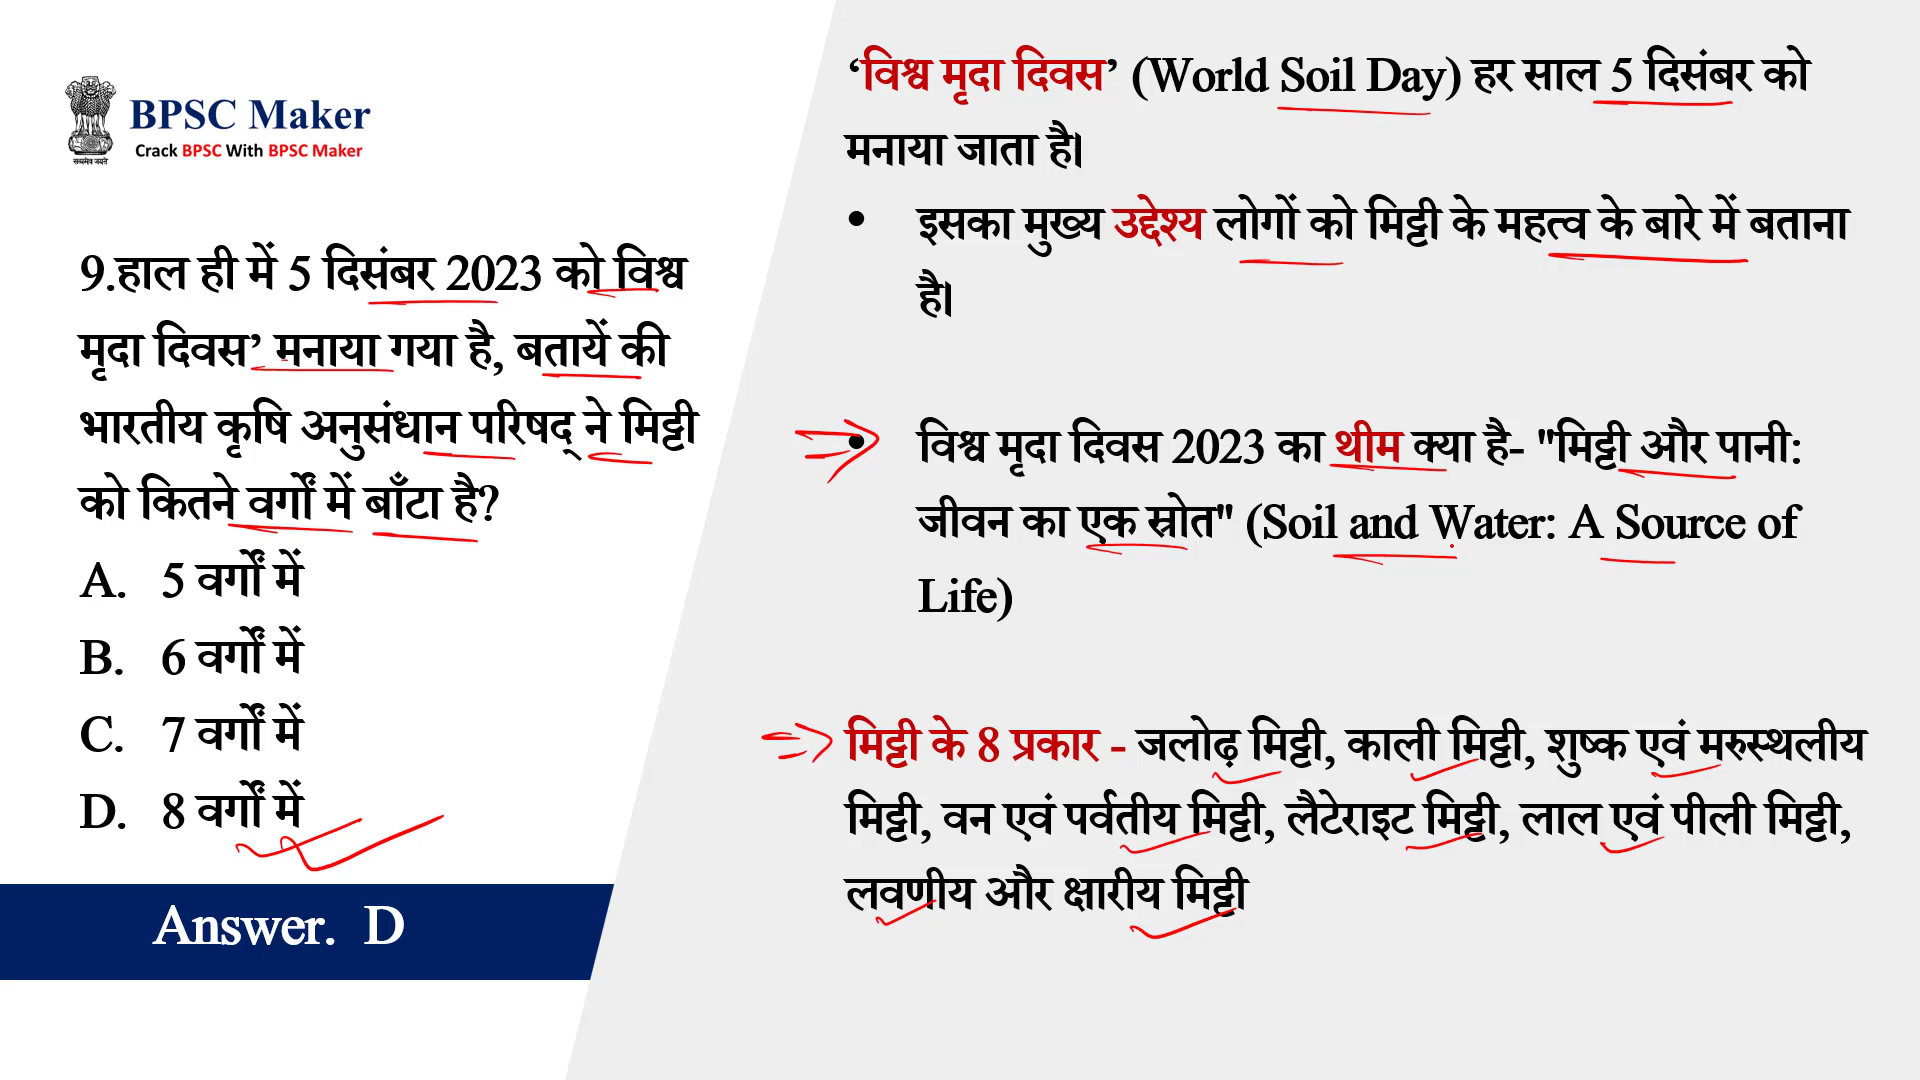 सत्यमेव जयते
BPSC Maker
Crack BPSC With BPSC Maker
9.हाल ही में 5 दिसंबर 2023 को विश्व
मृदा दिवस’ मनाया गया है, बतायें की
भारतीय कृषि अनुसंधान परिषद् ने मिट्टी
को कितने वर्गों में बाँटा है?
A. 5 वर्गों में
B. 6 वर्गों में
C. 7 वर्गों में
D. 8 वर्गों में
Answer. D
‘विश्व मृदा दिवस’ (World Soil Day) हर साल 5 दिसंबर को
मनाया जाता है।
• इसका मुख्य उद्देश्य लोगों को मिट्टी के महत्व के बारे में बताना
है।
• विश्व मृदा दिवस 2023 का थीम क्या है- "मिट्टी और पानी:
जीवन का एक स्रोत" (Soil and Water: A Source of
Life)
मिट्टी के 8 प्रकार - जलोढ़ मिट्टी, काली मिट्टी, शुष्क एवं मरुस्थलीय
मिट्टी, वन एवं पर्वतीय मिट्टी, लैटेराइट मिट्टी, लाल एवं पीली मिट्टी,
लवणीय और क्षारीय मिट्टी